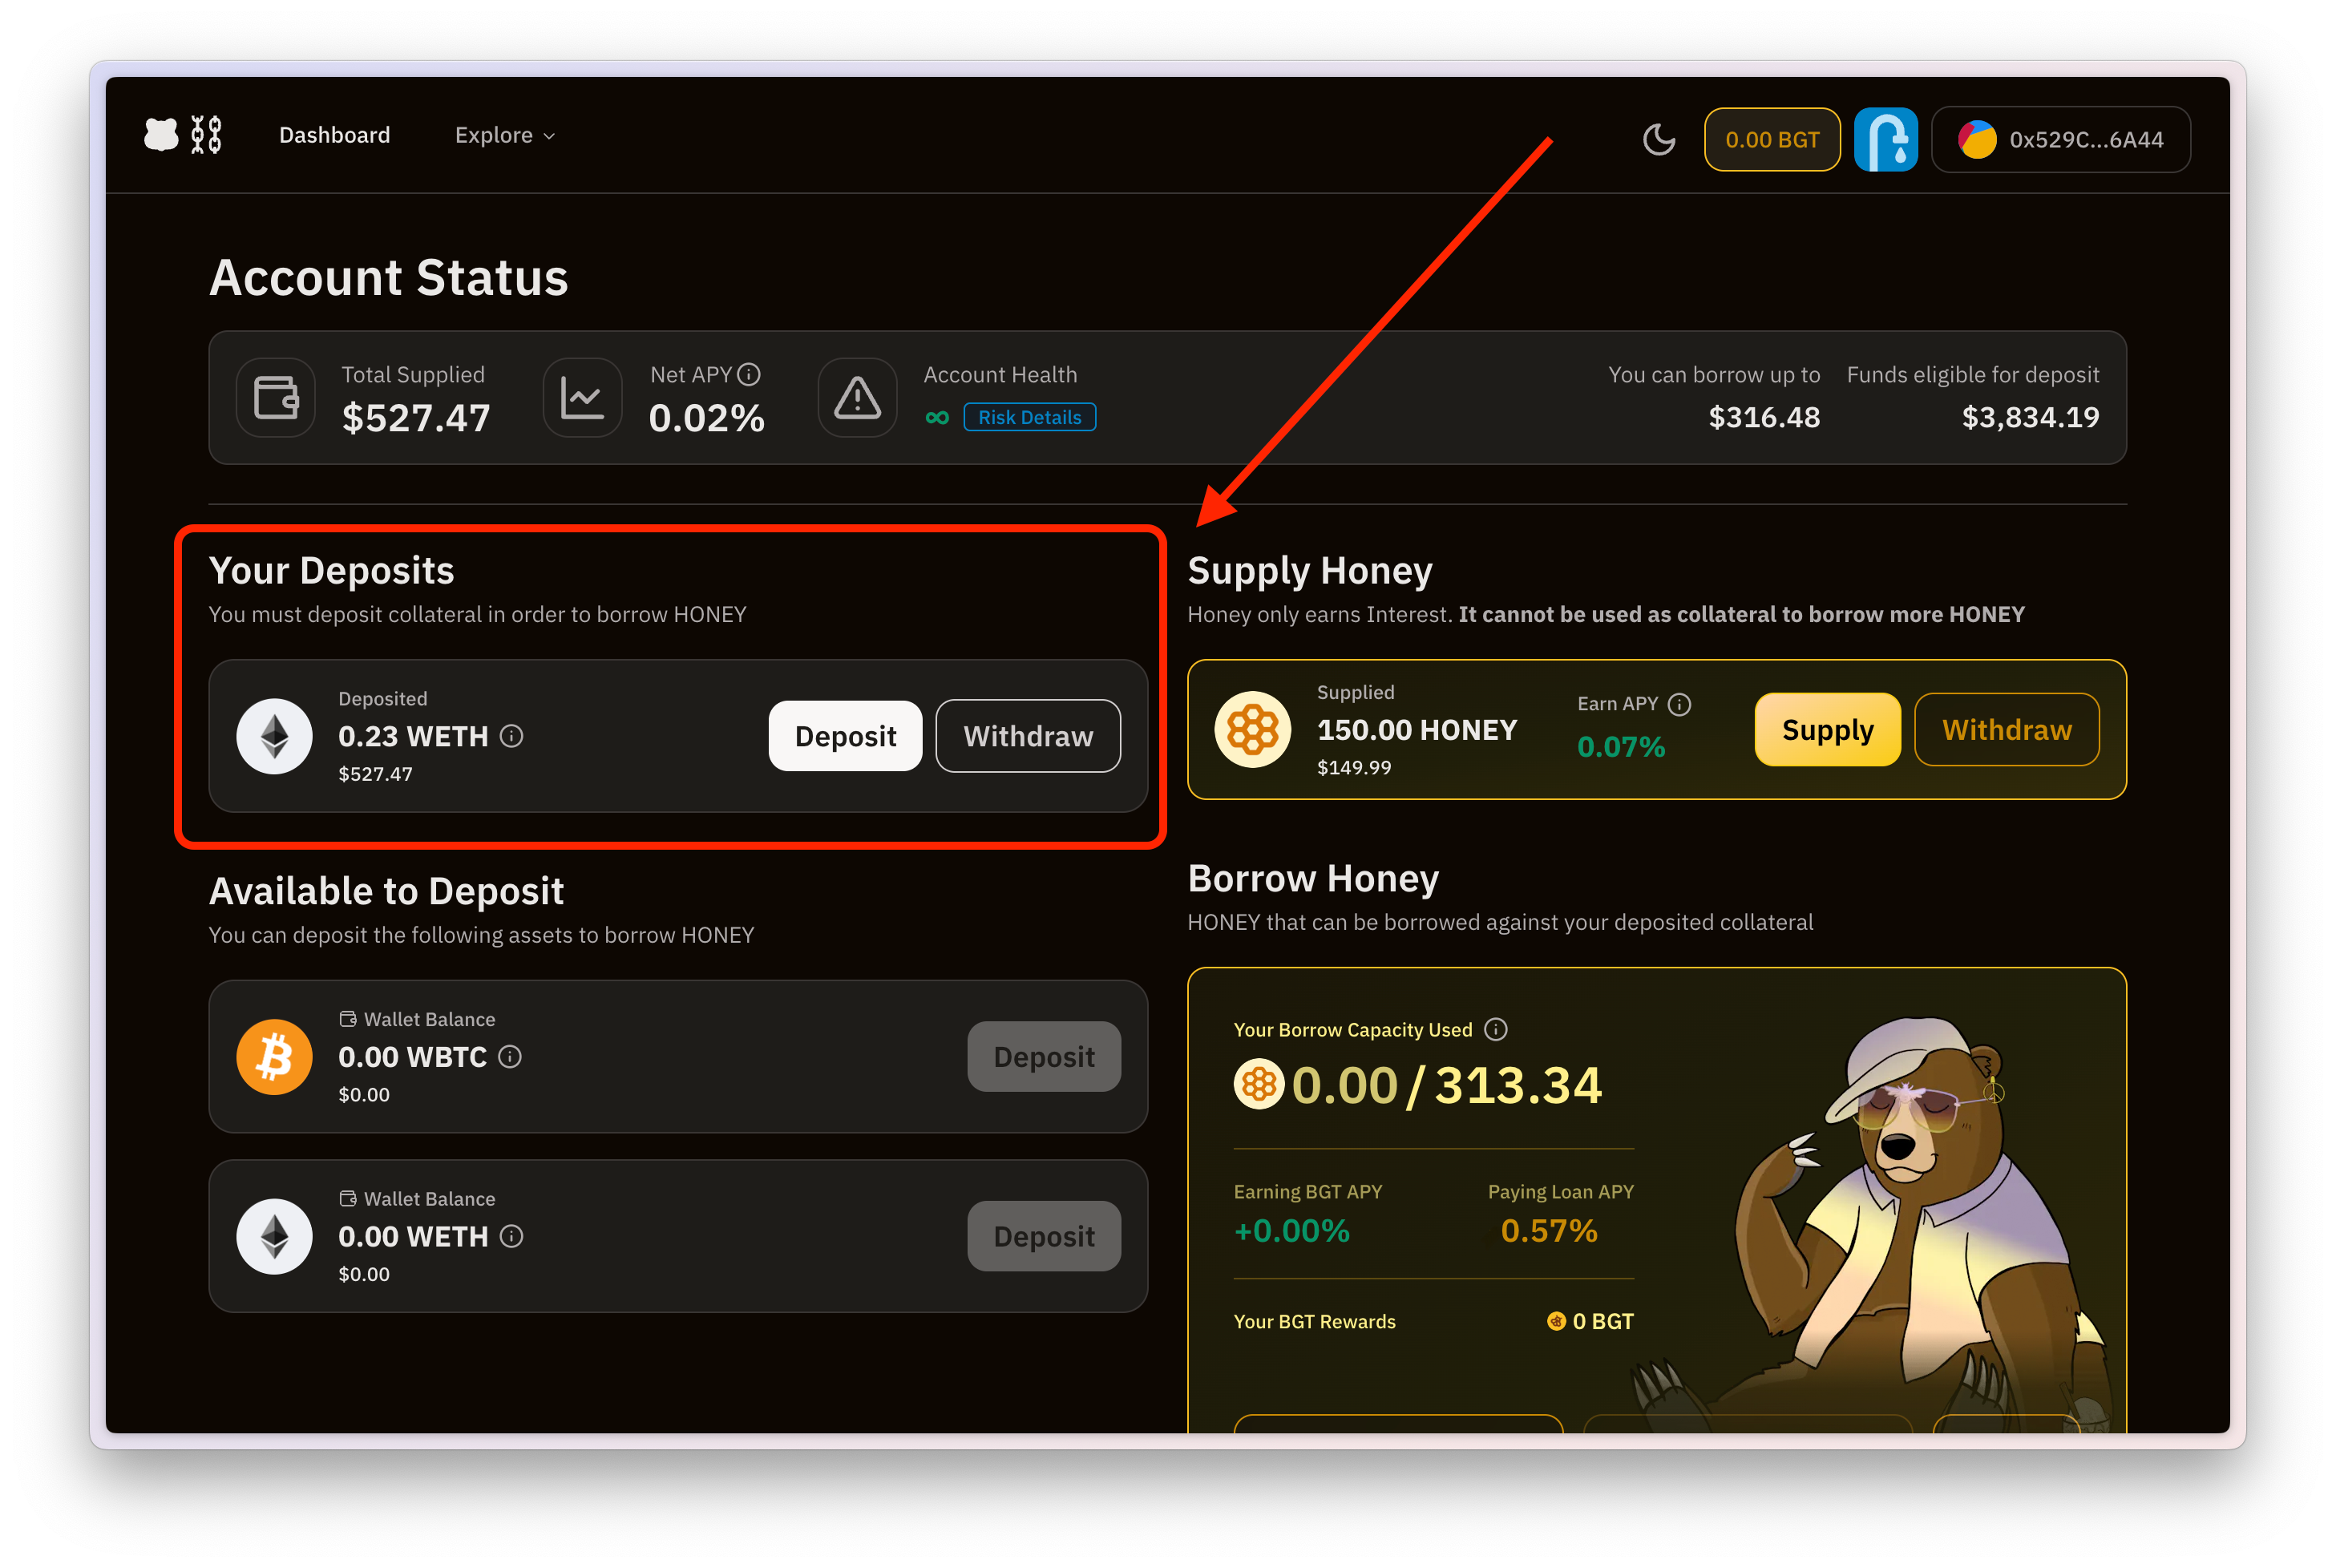 Dashboard
Explore
0.00 BGT
0x529C...6A44
Account Status
Total Supplied
$527.47
Net APY
0.02%
Account Health
∞ Risk Details
You can borrow up to
$316.48
Funds eligible for deposit
$3,834.19
Your Deposits
You must deposit collateral in order to borrow HONEY
Deposited
0.23 WETH
$527.47
Deposit
Withdraw
Supply Honey
Honey only earns Interest. It cannot be used as collateral to borrow more HONEY
Supplied
150.00 HONEY
$149.99
Earn APY
0.07%
Supply
Withdraw
Available to Deposit
You can deposit the following assets to borrow HONEY
Wallet Balance
0.00 WBTC
$0.00
Deposit
Wallet Balance
0.00 WETH
$0.00
Deposit
Borrow Honey
HONEY that can be borrowed against your deposited collateral
Your Borrow Capacity Used
0.00 / 313.34
Earning BGT APY
+0.00%
Paying Loan APY
0.57%
Your BGT Rewards
0 BGT